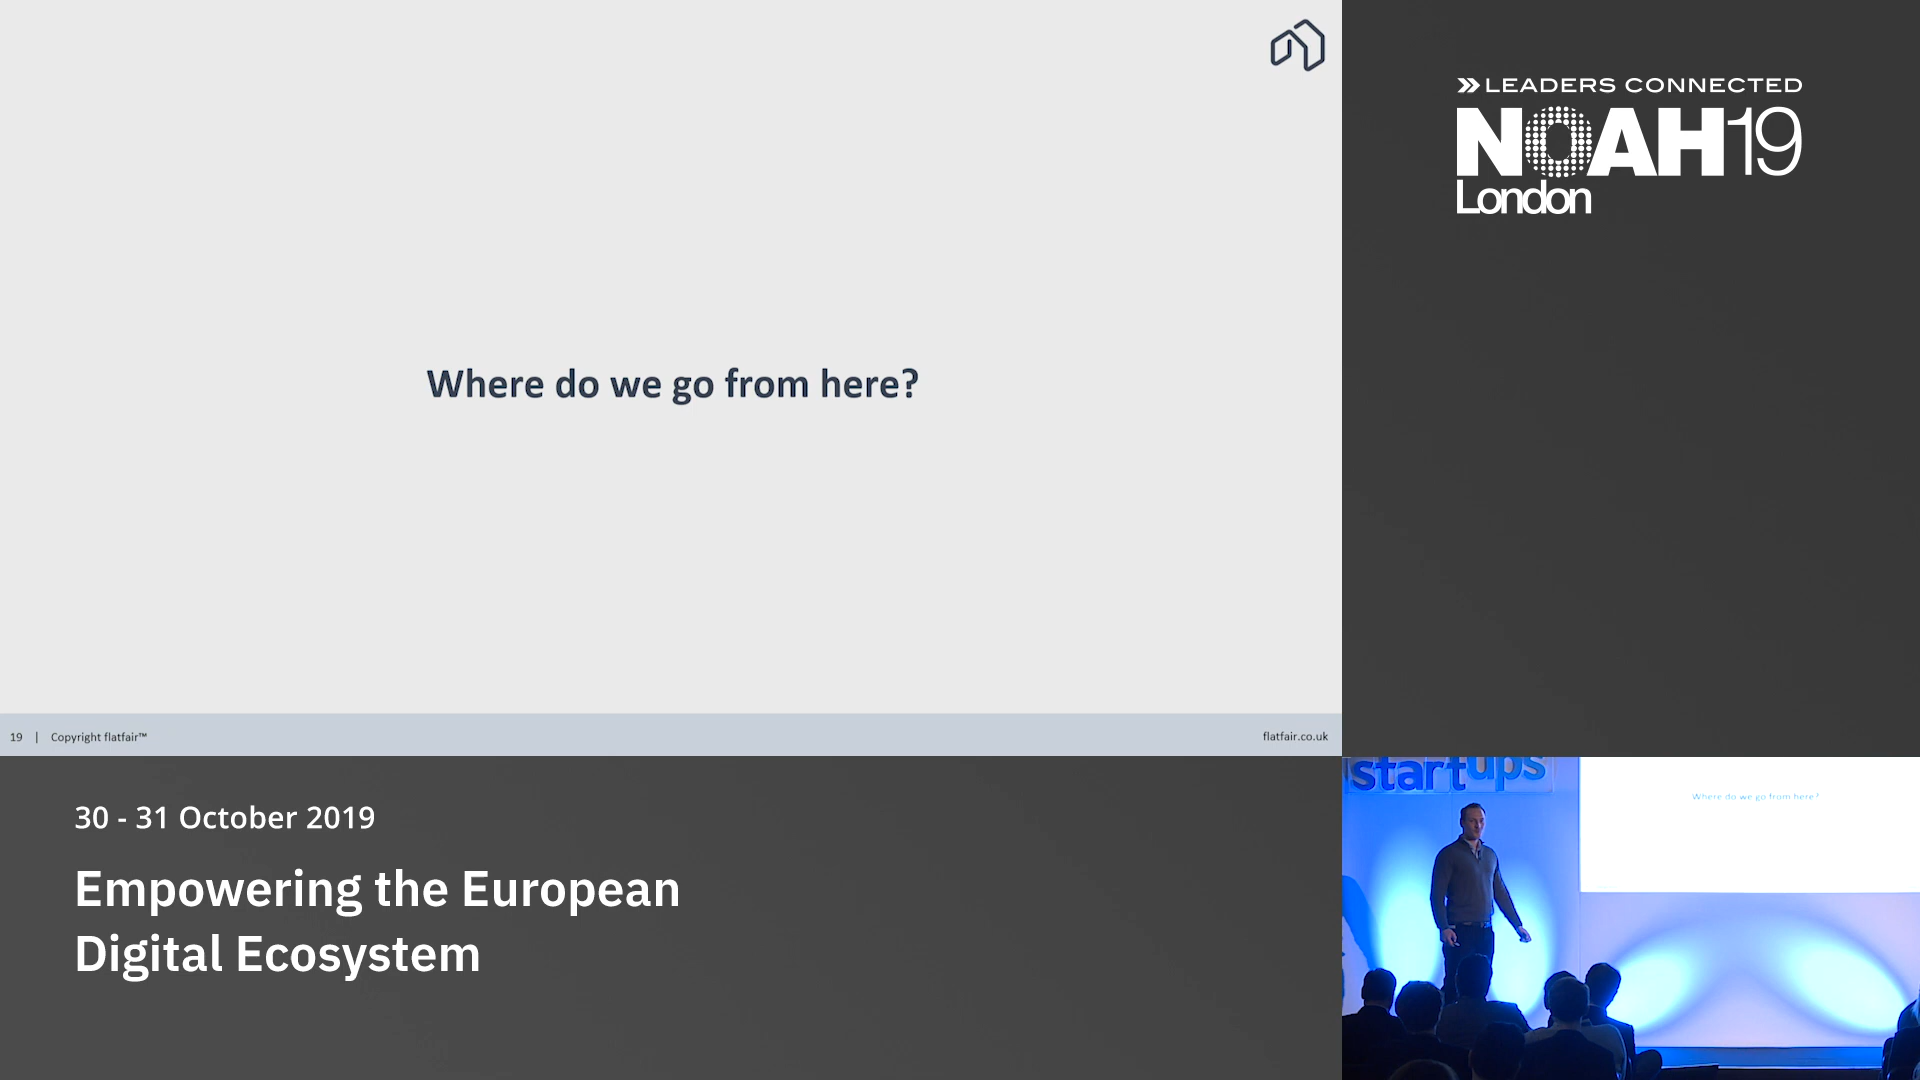 Where do we go from here?
19 | Copyright flatfair™
flatfair.co.uk
LEADERS CONNECTED
NOAH19
London
30 - 31 October 2019
Empowering the European
Digital Ecosystem
startups
Where do we go from here?